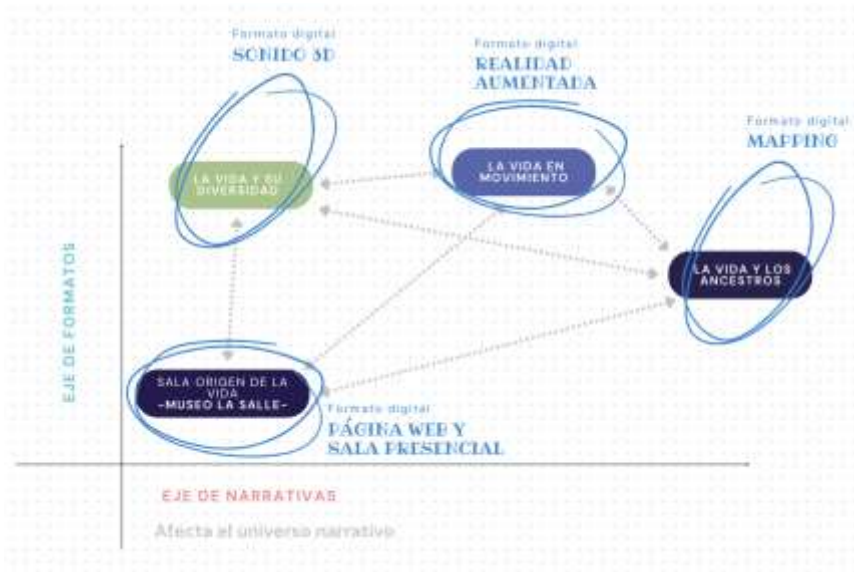 Formato digital
SONIDO 3D
Formato digital
REALIDAD
AUMENTADA
Formato digital
MAPPING
LA VIDA Y SU
DIVERSIDAD
LA VIDA EN
MOVIMIENTO
LA VIDA Y LOS
ANCESTROS
EJE DE FORMATOS
SALA ORIGEN DE LA
VIDA
-MUSEO LA SALLE-
Formato digital
PÁGINA WEB Y
SALA PRESENCIAL
EJE DE NARRATIVAS
Afecta el universo narrativo